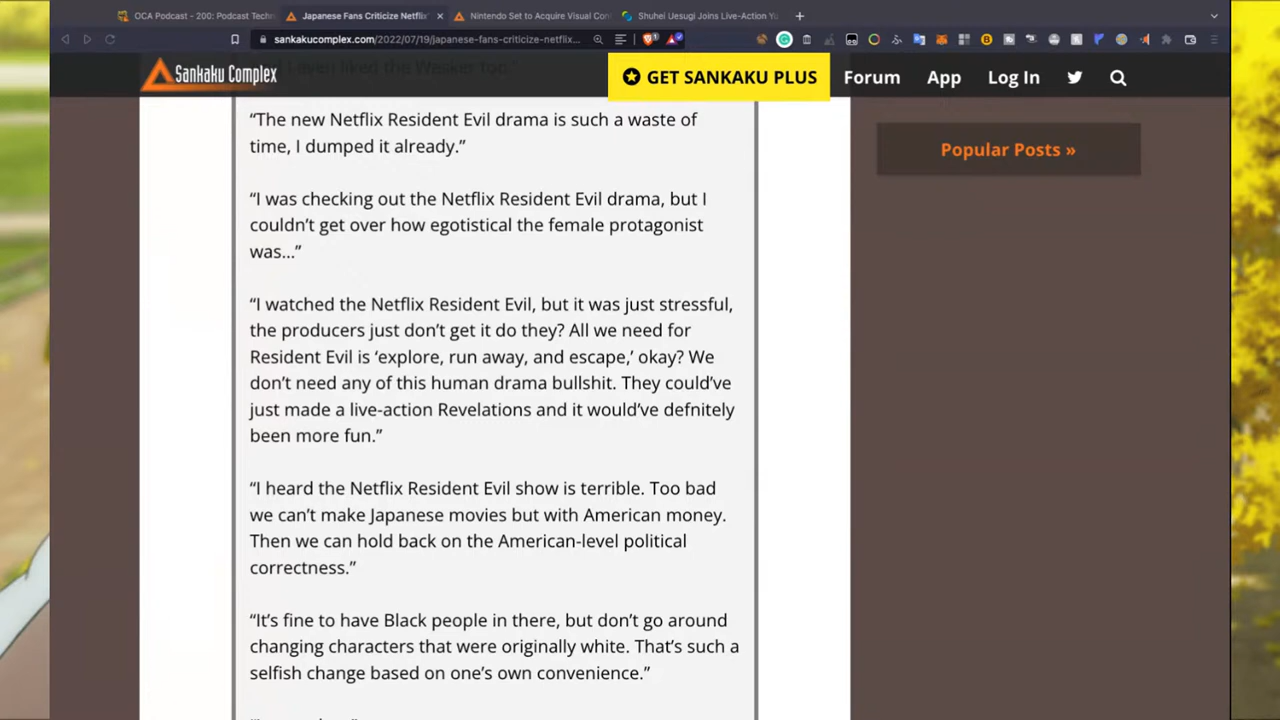 OCA Podcast - 200: Podcast Techn
Japanese Fans Criticize Netflix'
Nintendo Set to Acquire Visual Con
Shuhei Uesugi Joins Live-Action Yu
sankakucomplex.com/2022/07/19/japanese-fans-criticize-netflix...
Sankaku Complex
GET SANKAKU PLUS
Forum
App
Log In
I even liked the Wesker too."
“The new Netflix Resident Evil drama is such a waste of
time, I dumped it already.”
“I was checking out the Netflix Resident Evil drama, but I
couldn’t get over how egotistical the female protagonist
was...”
“I watched the Netflix Resident Evil, but it was just stressful,
the producers just don’t get it do they? All we need for
Resident Evil is ‘explore, run away, and escape,’ okay? We
don’t need any of this human drama bullshit. They could’ve
just made a live-action Revelations and it would’ve defnitely
been more fun.”
“I heard the Netflix Resident Evil show is terrible. Too bad
we can’t make Japanese movies but with American money.
Then we can hold back on the American-level political
correctness.”
“It’s fine to have Black people in there, but don’t go around
changing characters that were originally white. That’s such a
selfish change based on one’s own convenience.”
Popular Posts »